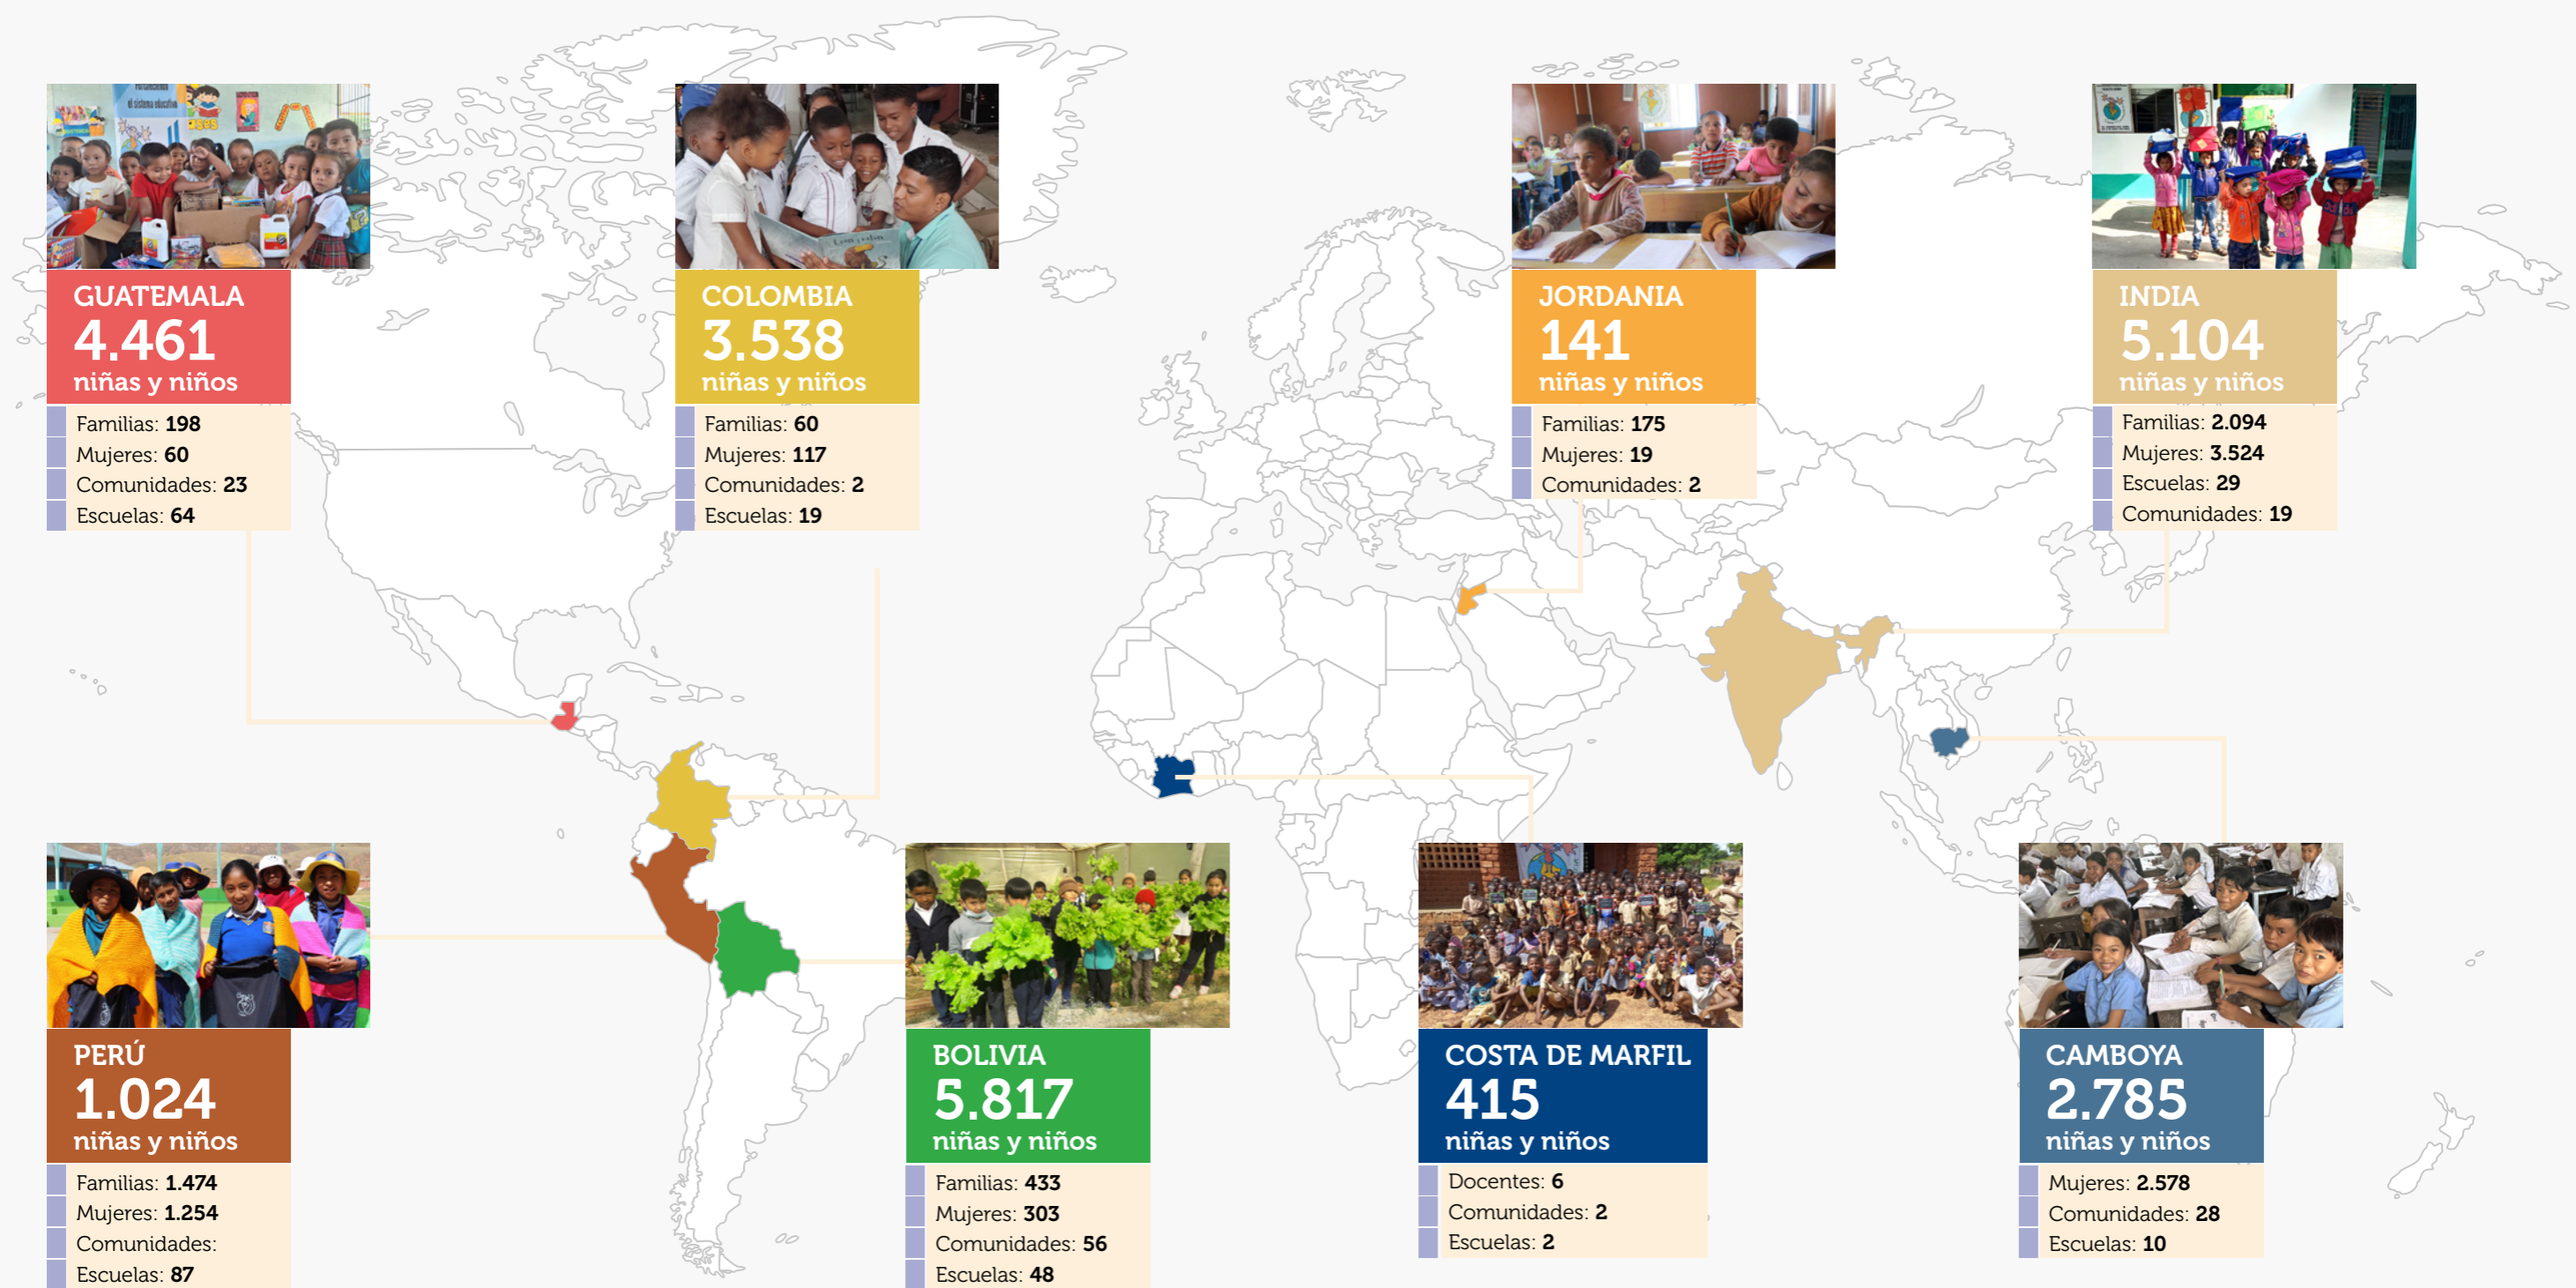 el sistema educativo
GUATEMALA
4.461
niñas y niños
Familias: 198
Mujeres: 60
Comunidades: 23
Escuelas: 64
COLOMBIA
3.538
niñas y niños
Familias: 60
Mujeres: 117
Comunidades: 2
Escuelas: 19
JORDANIA
141
niñas y niños
Familias: 175
Mujeres: 19
Comunidades: 2
INDIA
5.104
niñas y niños
Familias: 2.094
Mujeres: 3.524
Escuelas: 29
Comunidades: 19
PERÚ
1.024
niñas y niños
Familias: 1.474
Mujeres: 1.254
Comunidades:
Escuelas: 87
BOLIVIA
5.817
niñas y niños
Familias: 433
Mujeres: 303
Comunidades: 56
Escuelas: 48
COSTA DE MARFIL
415
niñas y niños
Docentes: 6
Comunidades: 2
Escuelas: 2
CAMBOYA
2.785
niñas y niños
Mujeres: 2.578
Comunidades: 28
Escuelas: 10